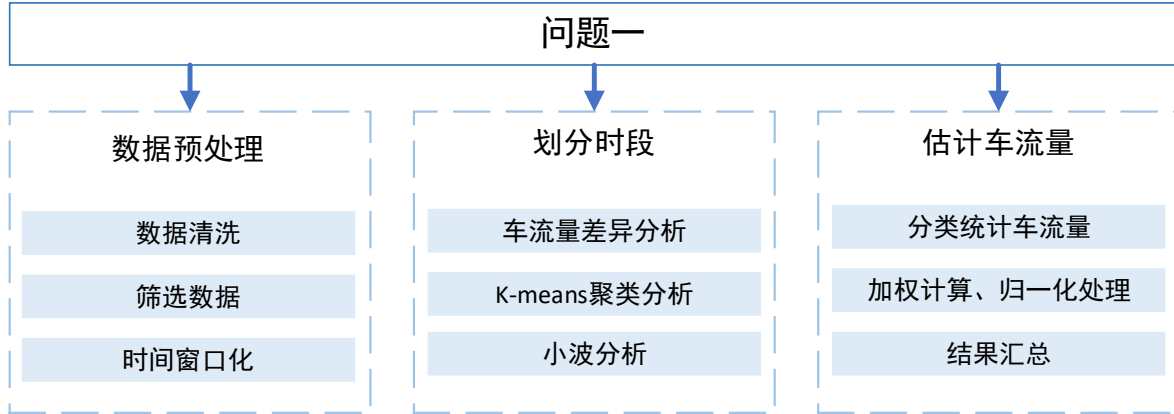 问题一
数据预处理
数据清洗
筛选数据
时间窗口化
划分时段
车流量差异分析
K-means聚类分析
小波分析
估计车流量
分类统计车流量
加权计算、归一化处理
结果汇总